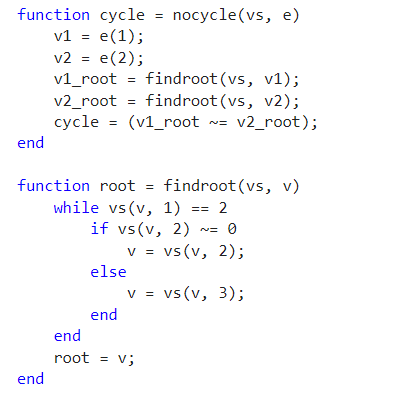 function cycle = nocycle(vs, e)
    v1 = e(1);
    v2 = e(2);
    v1_root = findroot(vs, v1);
    v2_root = findroot(vs, v2);
    cycle = (v1_root ~= v2_root);
end

function root = findroot(vs, v)
    while vs(v, 1) == 2
        if vs(v, 2) ~= 0
            v = vs(v, 2);
        else
            v = vs(v, 3);
        end
    end
    root = v;
end